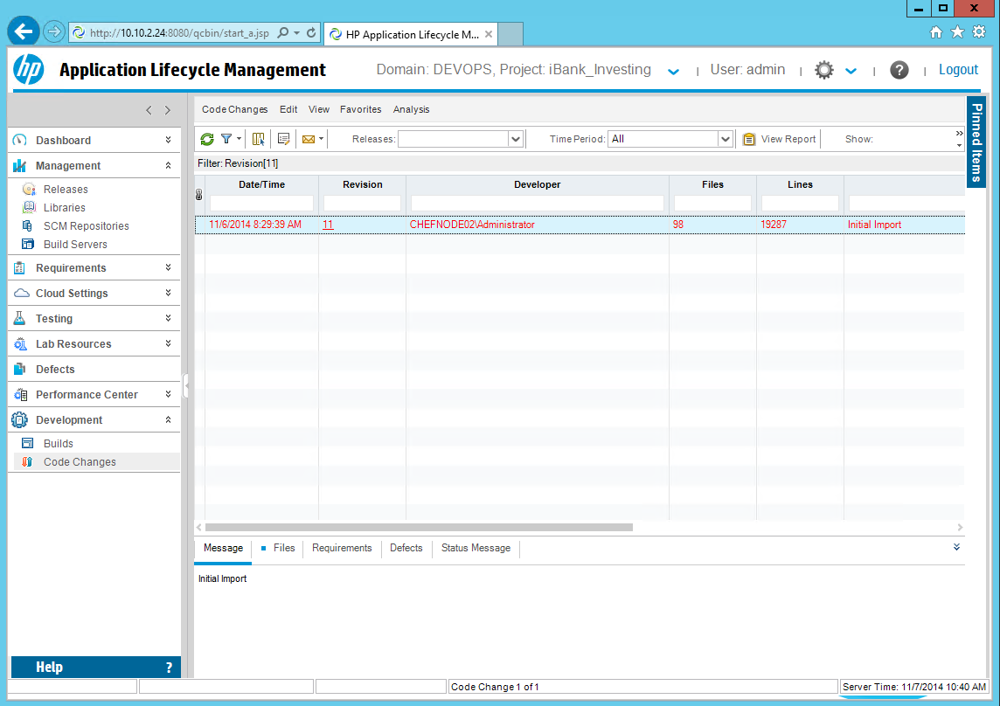 http://10.10.2.24:8080/qcbin/start_a.jsp
HP Application Lifecycle M...
hp
Application Lifecycle Management
Domain: DEVOPS, Project: iBank_Investing
User: admin
?
Logout
Code Changes Edit View Favorites Analysis
Releases:
Time Period: All
View Report
Show:
Pinned Items
Filter: Revision[11]
Date/Time Revision Developer Files Lines
11/6/2014 8:29:39 AM 11 CHEFNODE02\Administrator 98 19287 Initial Import
Dashboard
Management
Releases
Libraries
SCM Repositories
Build Servers
Requirements
Cloud Settings
Testing
Lab Resources
Defects
Performance Center
Development
Builds
Code Changes
Message Files Requirements Defects Status Message
Initial Import
Help ?
Code Change 1 of 1
Server Time: 11/7/2014 10:40 AM